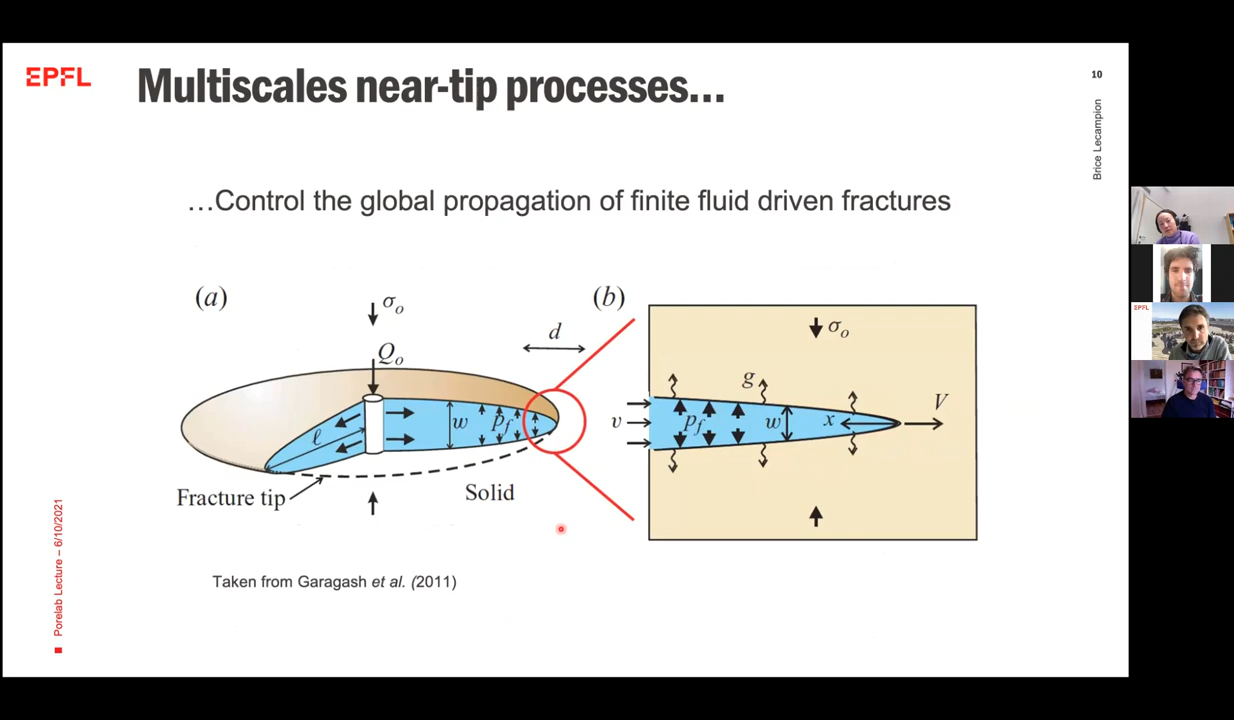 EPFL
Multiscales near-tip processes...
10
Brice Lecampion
...Control the global propagation of finite fluid driven fractures
(a)
σo
Qo
d
w
pf
ℓ
Fracture tip
Solid
(b)
σo
g
v
pf
w
x
V
Taken from Garagash et al. (2011)
Porelab Lecture – 6/10/2021
EPFL